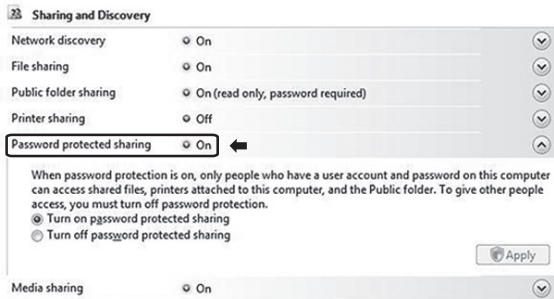 Sharing and Discovery
Network discovery On
File sharing On
Public folder sharing On (read only, password required)
Printer sharing Off
Password protected sharing On
When password protection is on, only people who have a user account and password on this computer
can access shared files, printers attached to this computer, and the Public folder. To give other people
access, you must turn off password protection.
Turn on password protected sharing
Turn off password protected sharing
Apply
Media sharing On